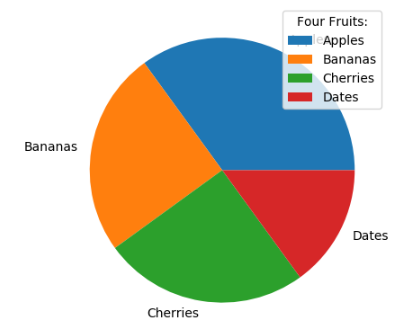 Four Fruits:
Apples
Bananas
Cherries
Dates
Bananas
Cherries
Dates